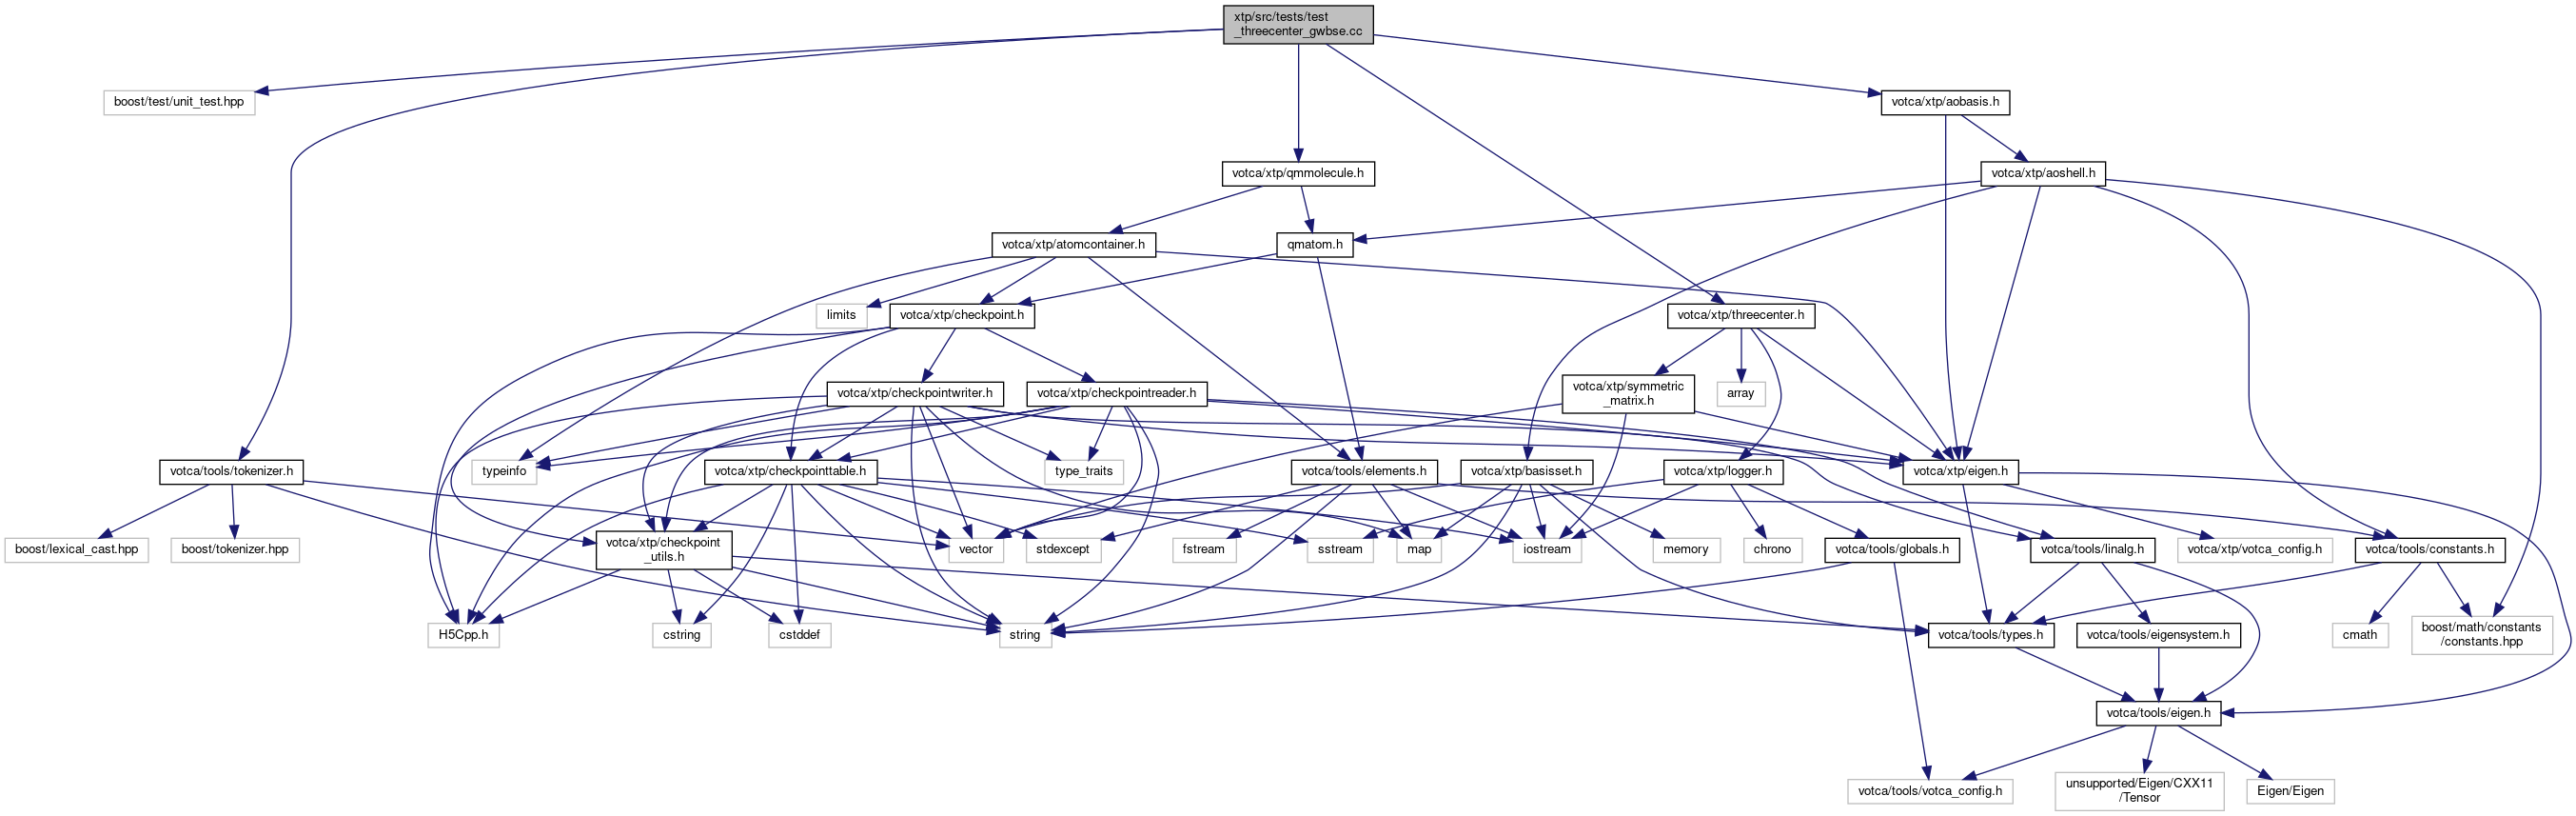 xtp/src/tests/test
_threecenter_gwbse.cc
boost/test/unit_test.hpp
votca/xtp/aobasis.h
votca/xtp/qmmolecule.h
votca/xtp/aoshell.h
votca/xtp/atomcontainer.h
qmatom.h
limits
votca/xtp/checkpoint.h
votca/xtp/threecenter.h
votca/xtp/checkpointwriter.h
votca/xtp/checkpointreader.h
votca/xtp/symmetric
_matrix.h
array
votca/tools/tokenizer.h
typeinfo
votca/xtp/checkpointtable.h
type_traits
votca/tools/elements.h
votca/xtp/basisset.h
votca/xtp/logger.h
votca/xtp/eigen.h
boost/lexical_cast.hpp
boost/tokenizer.hpp
votca/xtp/checkpoint
_utils.h
vector
stdexcept
fstream
sstream
map
iostream
memory
chrono
votca/tools/globals.h
votca/tools/linalg.h
votca/xtp/votca_config.h
votca/tools/constants.h
H5Cpp.h
cstring
cstddef
string
votca/tools/types.h
votca/tools/eigensystem.h
cmath
boost/math/constants
/constants.hpp
votca/tools/eigen.h
votca/tools/votca_config.h
unsupported/Eigen/CXX11
/Tensor
Eigen/Eigen